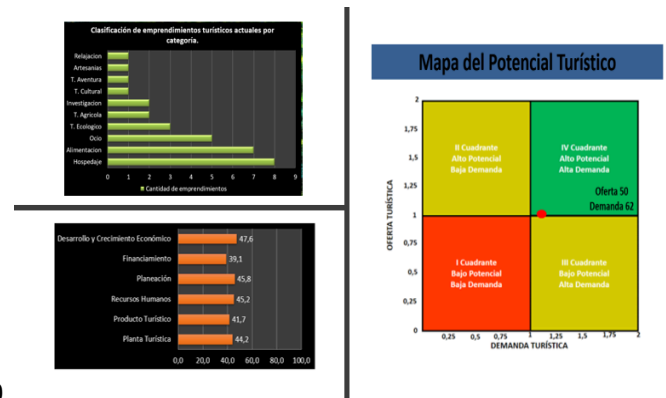 Clasificación de emprendimientos turísticos actuales por
categoría.
Relajacion
Artesanias
T. Aventura
T. Cultural
Investigacion
T. Agricola
T. Ecologico
Ocio
Alimentacion
Hospedaje
0 1 2 3 4 5 6 7 8 9
Cantidad de emprendimientos
Desarrollo y Crecimiento Económico 47,6
Financiamiento 39,1
Planeación 45,8
Recursos Humanos 45,2
Producto Turístico 41,7
Planta Turística 44,2
0,0 20,0 40,0 60,0 80,0 100,0
Mapa del Potencial Turístico
OFERTA TURÍSTICA
2
1,75
1,5
1,25
1
0,75
0,5
0,25
0
II Cuadrante
Alto Potencial
Baja Demanda
IV Cuadrante
Alto Potencial
Alta Demanda
Oferta 50
Demanda 62
I Cuadrante
Bajo Potencial
Baja Demanda
III Cuadrante
Bajo Potencial
Alta Demanda
0,25 0,5 0,75 1 1,25 1,5 1,75 2
DEMANDA TURÍSTICA